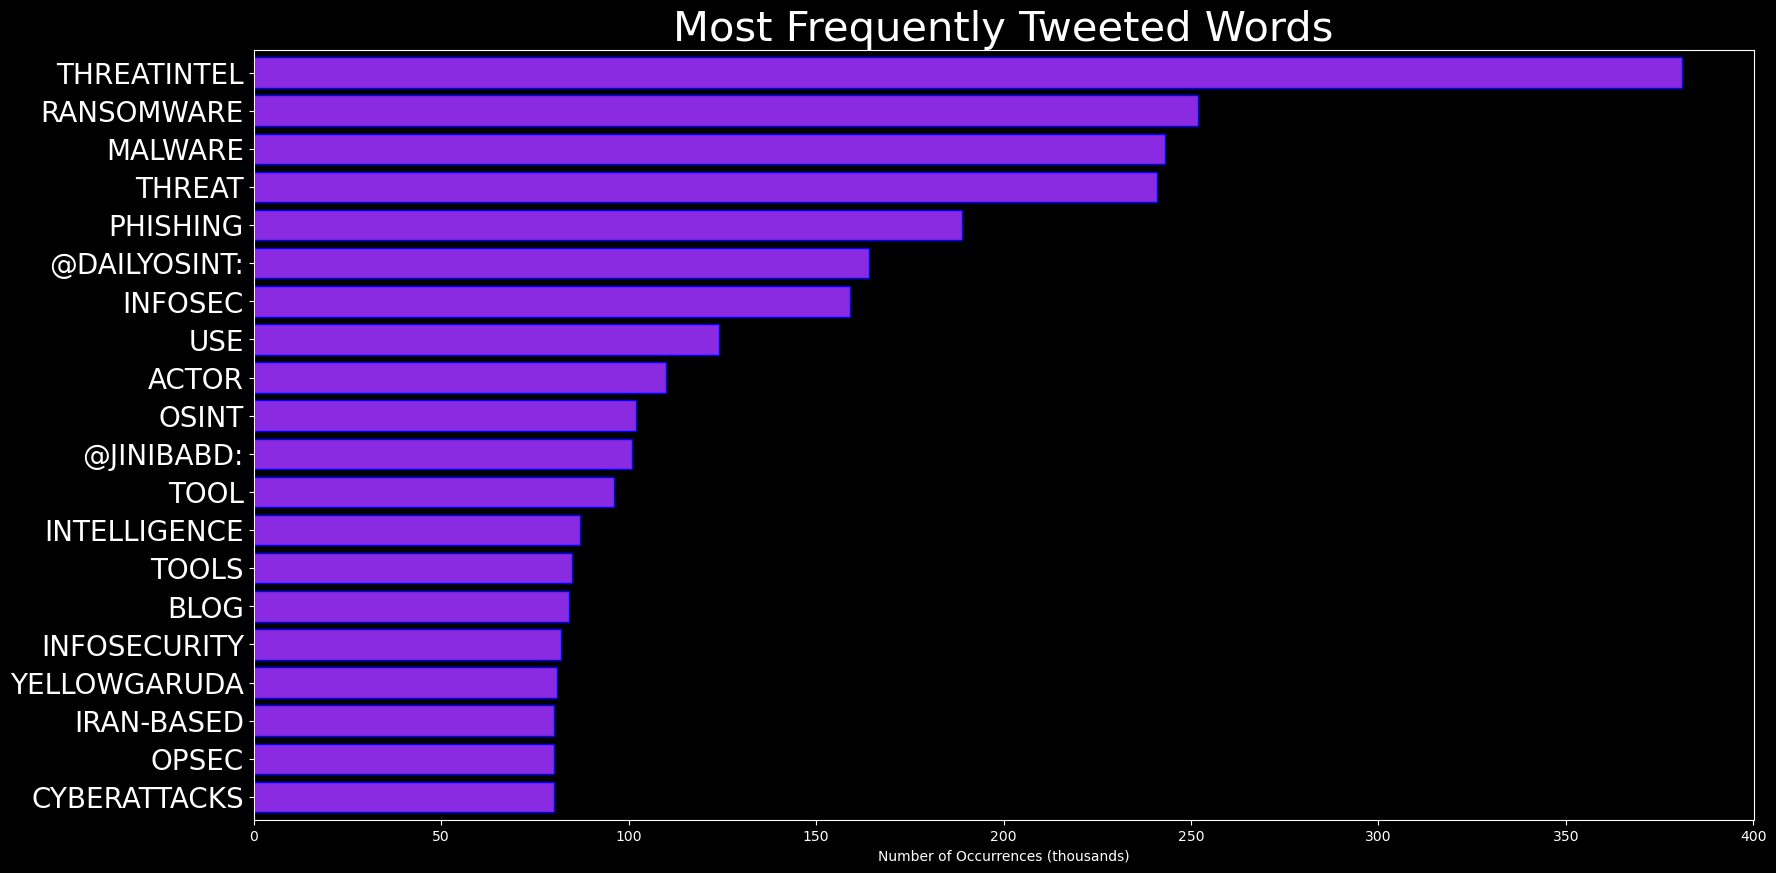 Most Frequently Tweeted Words
THREATINTEL
RANSOMWARE
MALWARE
THREAT
PHISHING
@DAILYOSINT:
INFOSEC
USE
ACTOR
OSINT
@JINIBABD:
TOOL
INTELLIGENCE
TOOLS
BLOG
INFOSECURITY
YELLOWGARUDA
IRAN-BASED
OPSEC
CYBERATTACKS
0 50 100 150 200 250 300 350 400
Number of Occurrences (thousands)